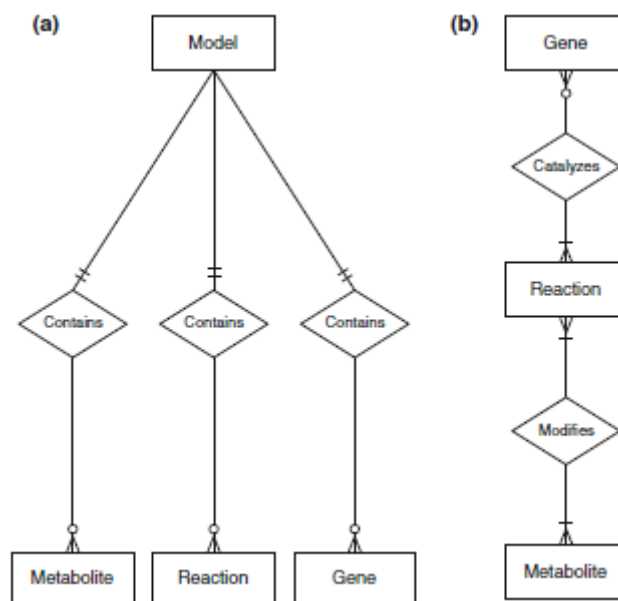 (a)
Model
Contains
Contains
Contains
Metabolite
Reaction
Gene
(b)
Gene
Catalyzes
Reaction
Modifies
Metabolite